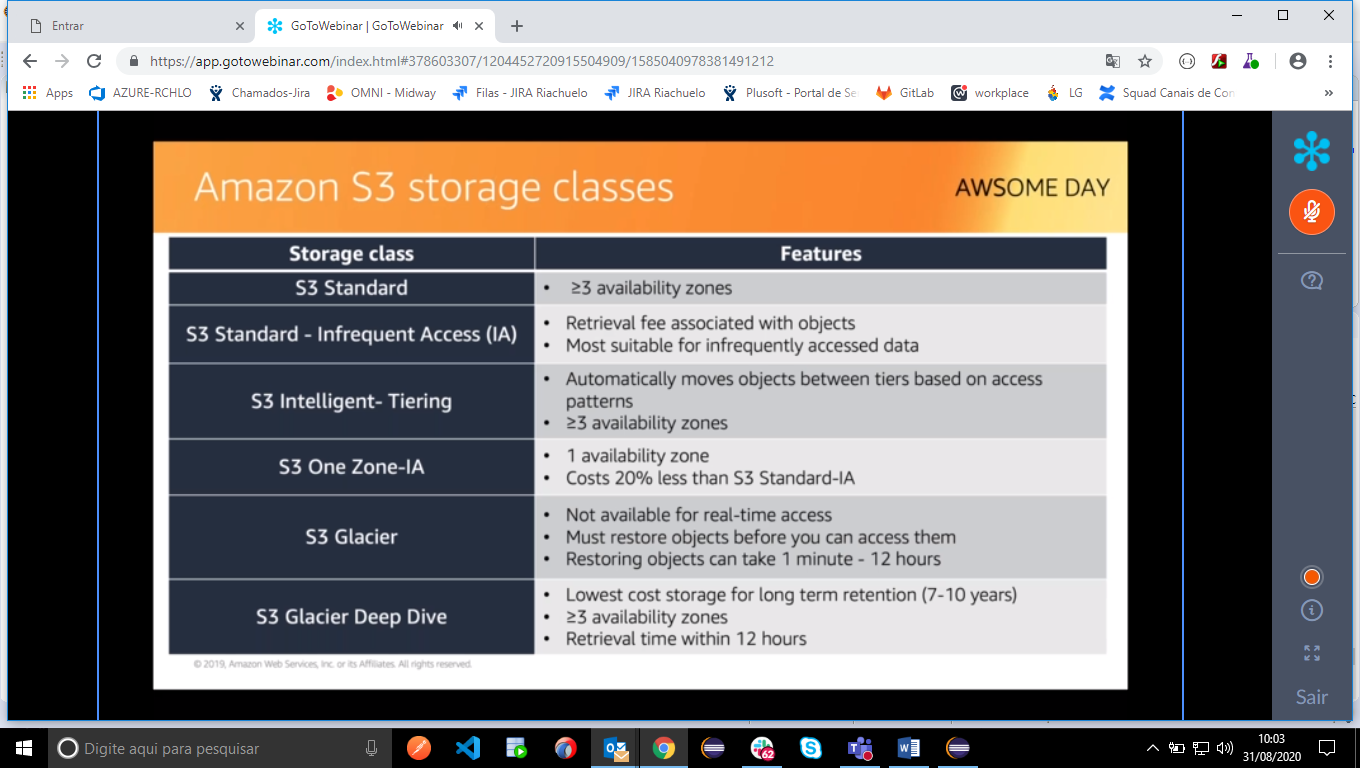 Entrar
GoToWebinar | GoToWebinar
https://app.gotowebinar.com/index.html#378603307/1204452720915504909/1585040978381491212
Apps AZURE-RCHLO Chamados-Jira OMNI - Midway Filas - JIRA Riachuelo JIRA Riachuelo Plusoft - Portal de Se GitLab workplace LG Squad Canais de Con »
Amazon S3 storage classes
AWSOME DAY
Storage class Features
S3 Standard
• ≥3 availability zones
S3 Standard - Infrequent Access (IA)
• Retrieval fee associated with objects
• Most suitable for infrequently accessed data
S3 Intelligent- Tiering
• Automatically moves objects between tiers based on access
patterns
• ≥3 availability zones
S3 One Zone-IA
• 1 availability zone
• Costs 20% less than S3 Standard-IA
S3 Glacier
• Not available for real-time access
• Must restore objects before you can access them
• Restoring objects can take 1 minute - 12 hours
S3 Glacier Deep Dive
• Lowest cost storage for long term retention (7-10 years)
• ≥3 availability zones
• Retrieval time within 12 hours
© 2019, Amazon Web Services, Inc. or its Affiliates. All rights reserved.
Sair
Digite aqui para pesquisar
62
10:03
31/08/2020